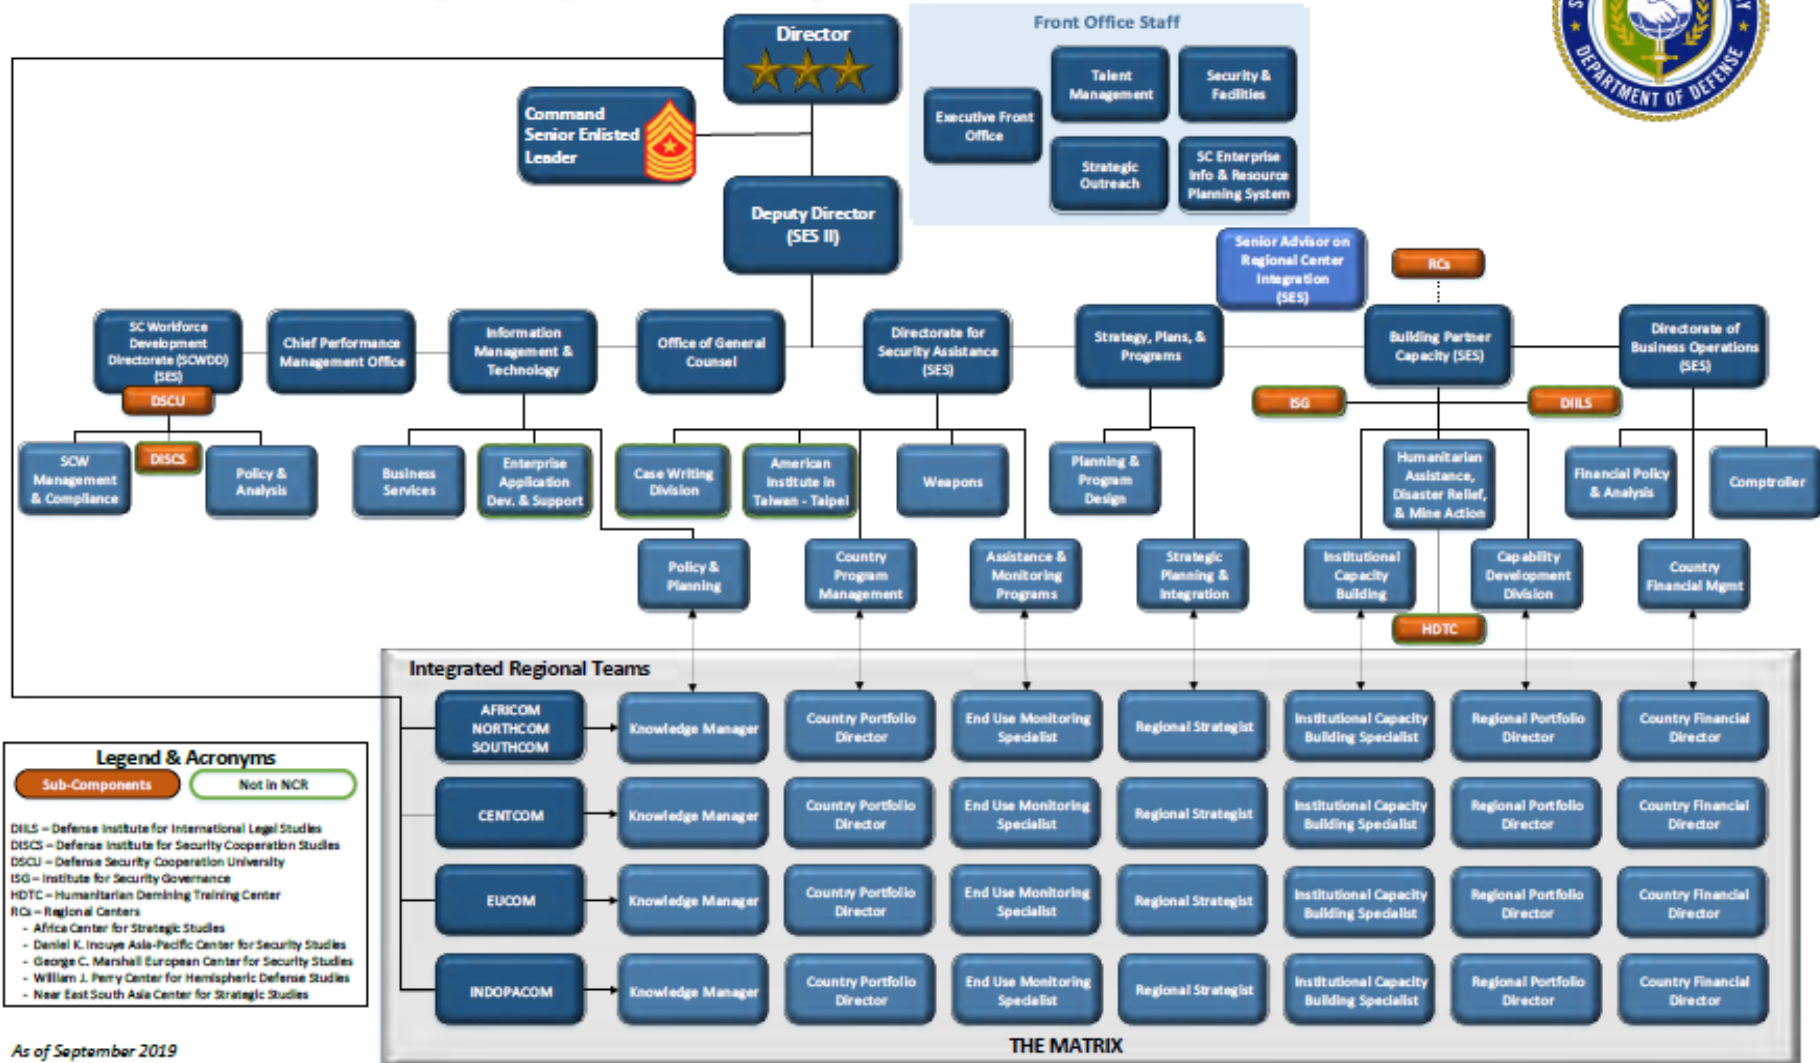 Director
Front Office Staff
Talent
Management
Security &
Facilities
Executive Front
Office
Strategic
Outreach
SC Enterprise
Info & Resource
Planning System
DEPARTMENT OF DEFENSE
Command
Senior Enlisted
Leader
Deputy Director
(SES II)
Senior Advisor on
Regional Center
Integration
(SES)
RCs
SC Workforce
Development
Directorate (SCWDD)
(SES)
Chief Performance
Management Office
Information
Management &
Technology
Office of General
Counsel
Directorate for
Security Assistance
(SES)
Strategy, Plans, &
Programs
Building Partner
Capacity (SES)
Directorate of
Business Operations
(SES)
DSCU
ISG
DIILS
SCW
Management
& Compliance
DISCS
Policy &
Analysis
Business
Services
Enterprise
Application
Dev. & Support
Case Writing
Division
American
Institute in
Taiwan - Taipei
Weapons
Planning &
Program
Design
Humanitarian
Assistance,
Disaster Relief,
& Mine Action
Financial Policy
& Analysis
Comptroller
Policy &
Planning
Country
Program
Management
Assistance &
Monitoring
Programs
Strategic
Planning &
Integration
Institutional
Capacity
Building
Capability
Development
Division
Country
Financial Mgmt
HDTC
Integrated Regional Teams
AFRICOM
NORTHCOM
SOUTHCOM
Knowledge Manager
Country Portfolio
Director
End Use Monitoring
Specialist
Regional Strategist
Institutional Capacity
Building Specialist
Regional Portfolio
Director
Country Financial
Director
CENTCOM
Knowledge Manager
Country Portfolio
Director
End Use Monitoring
Specialist
Regional Strategist
Institutional Capacity
Building Specialist
Regional Portfolio
Director
Country Financial
Director
EUCOM
Knowledge Manager
Country Portfolio
Director
End Use Monitoring
Specialist
Regional Strategist
Institutional Capacity
Building Specialist
Regional Portfolio
Director
Country Financial
Director
INDOPACOM
Knowledge Manager
Country Portfolio
Director
End Use Monitoring
Specialist
Regional Strategist
Institutional Capacity
Building Specialist
Regional Portfolio
Director
Country Financial
Director
THE MATRIX
Legend & Acronyms
Sub-Components
Not in NCR
DIILS – Defense Institute for International Legal Studies
DISCS – Defense Institute for Security Cooperation Studies
DSCU – Defense Security Cooperation University
ISG – Institute for Security Governance
HDTC – Humanitarian Demining Training Center
RCs – Regional Centers
- Africa Center for Strategic Studies
- Daniel K. Inouye Asia-Pacific Center for Security Studies
- George C. Marshall European Center for Security Studies
- William J. Perry Center for Hemispheric Defense Studies
- Near East South Asia Center for Strategic Studies
As of September 2019